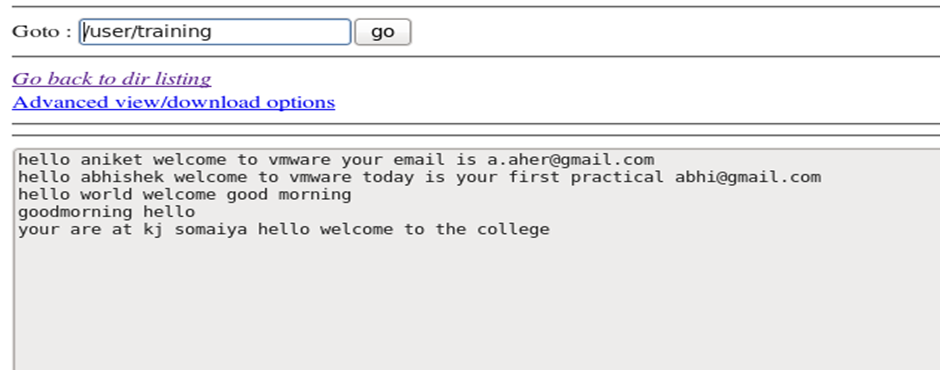 Goto : /user/training go
Go back to dir listing
Advanced view/download options
hello aniket welcome to vmware your email is a.aher@gmail.com
hello abhishek welcome to vmware today is your first practical abhi@gmail.com
hello world welcome good morning
goodmorning hello
your are at kj somaiya hello welcome to the college